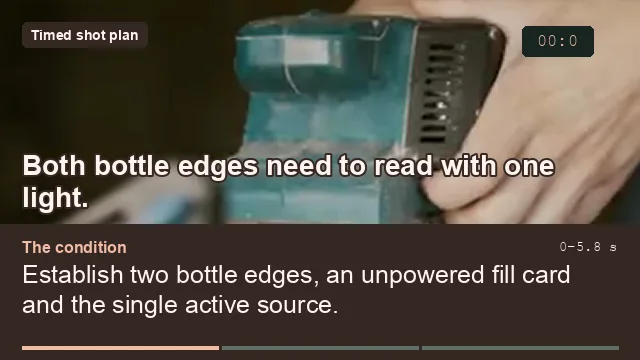 Timed shot plan
00:0
Both bottle edges need to read with one
light.
The condition
0–5.8 s
Establish two bottle edges, an unpowered fill card
and the single active source.